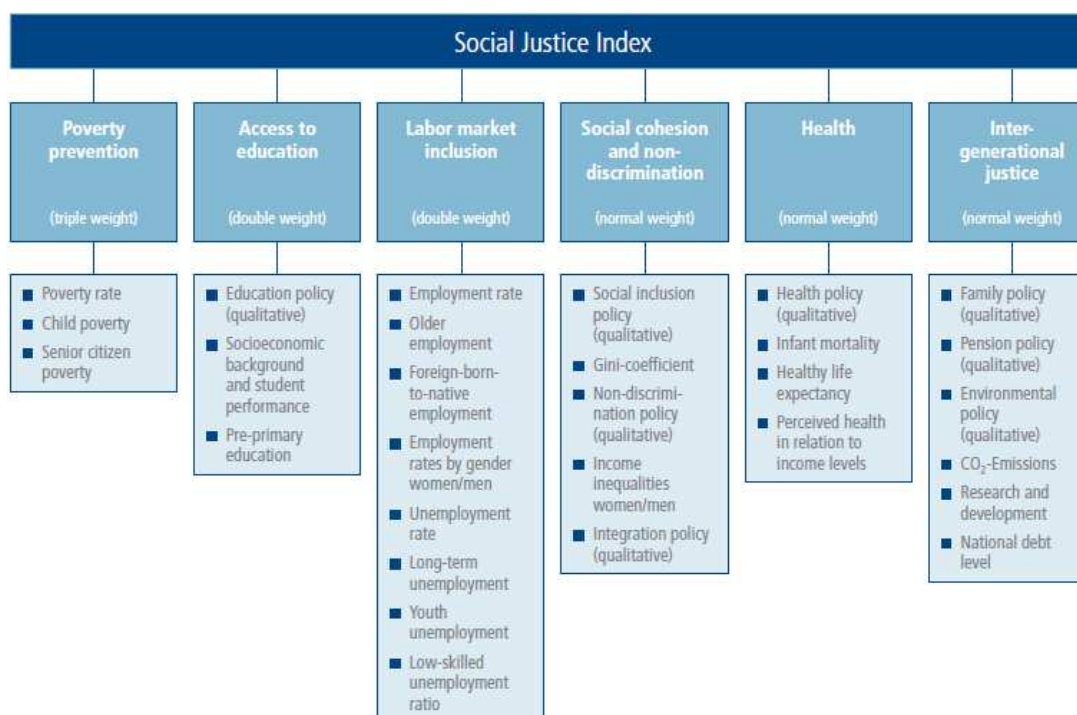 Social Justice Index
Poverty
prevention
(triple weight)
Access to
education
(double weight)
Labor market
inclusion
(double weight)
Social cohesion
and non-
discrimination
(normal weight)
Health
(normal weight)
Inter-
generational
justice
(normal weight)
Poverty rate
Child poverty
Senior citizen
poverty
Education policy
(qualitative)
Socioeconomic
background
and student
performance
Pre-primary
education
Employment rate
Older
employment
Foreign-born-
to-native
employment
Employment
rates by gender
women/men
Unemployment
rate
Long-term
unemployment
Youth
unemployment
Low-skilled
unemployment
ratio
Social inclusion
policy
(qualitative)
Gini-coefficient
Non-discrimi-
nation policy
(qualitative)
Income
inequalities
women/men
Integration policy
(qualitative)
Health policy
(qualitative)
Infant mortality
Healthy life
expectancy
Perceived health
in relation to
income levels
Family policy
(qualitative)
Pension policy
(qualitative)
Environmental
policy
(qualitative)
CO₂-Emissions
Research and
development
National debt
level